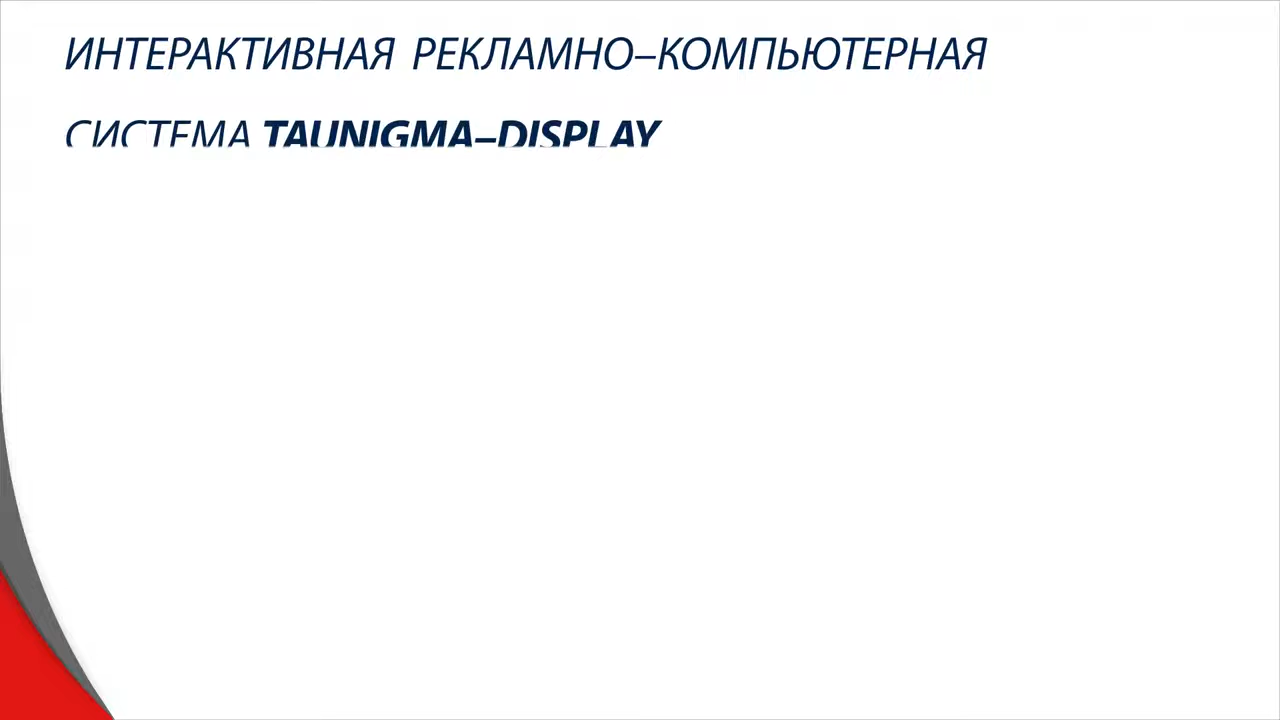 ИНТЕРАКТИВНАЯ РЕКЛАМНО–КОМПЬЮТЕРНАЯ
СИСТЕМА TAUNIGMA–DISPLAY